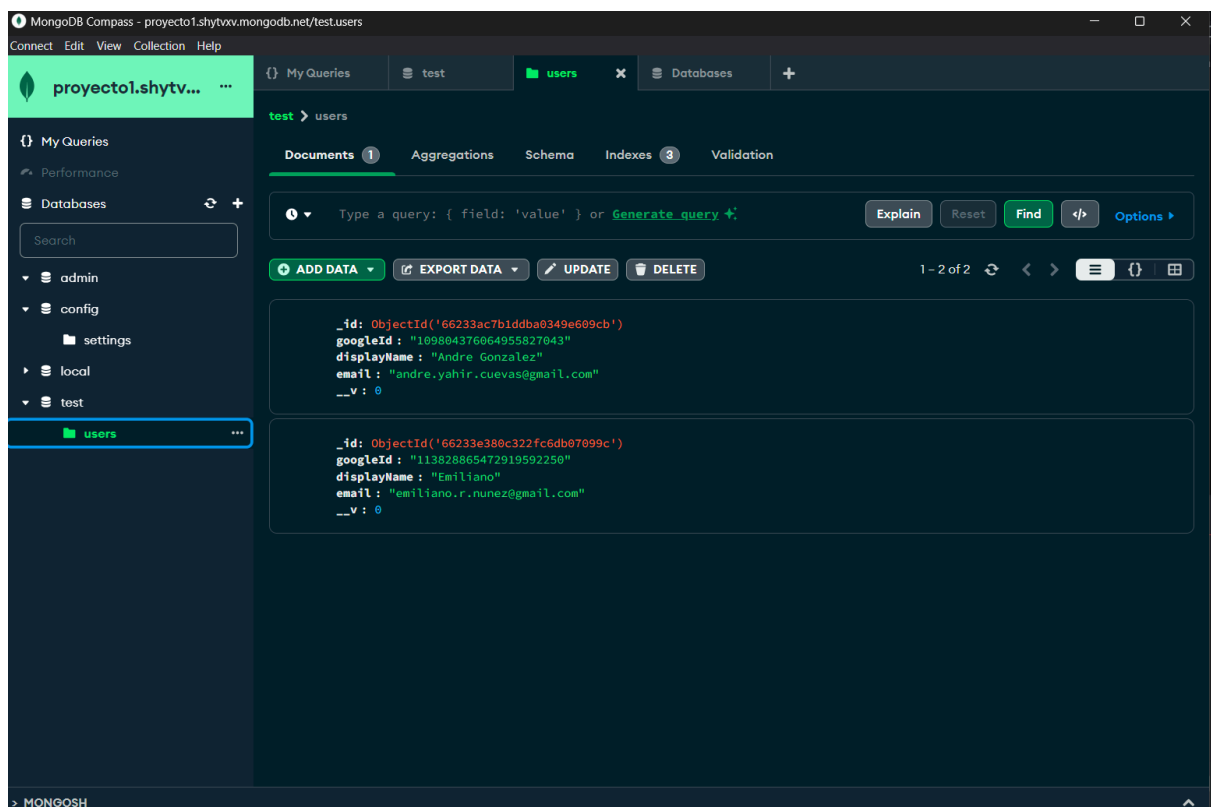 MongoDB Compass - proyecto1.shytvxv.mongodb.net/test.users
Connect Edit View Collection Help
proyecto1.shytv... ...
{} My Queries
test
users
Databases
test > users
{} My Queries
Performance
Databases
Search
admin
config
settings
local
test
users ...
Documents 1 Aggregations Schema Indexes 3 Validation
Type a query: { field: 'value' } or Generate query
Explain Reset Find </> Options
ADD DATA EXPORT DATA UPDATE DELETE
1 – 2 of 2 {}
_id: ObjectId('66233ac7b1ddba0349e609cb')
googleId : "109804376064955827043"
displayName : "Andre Gonzalez"
email : "andre.yahir.cuevas@gmail.com"
__v : 0
_id: ObjectId('66233e380c322fc6db07099c')
googleId : "113828865472919592250"
displayName : "Emiliano"
email : "emiliano.r.nunez@gmail.com"
__v : 0
> MONGOSH